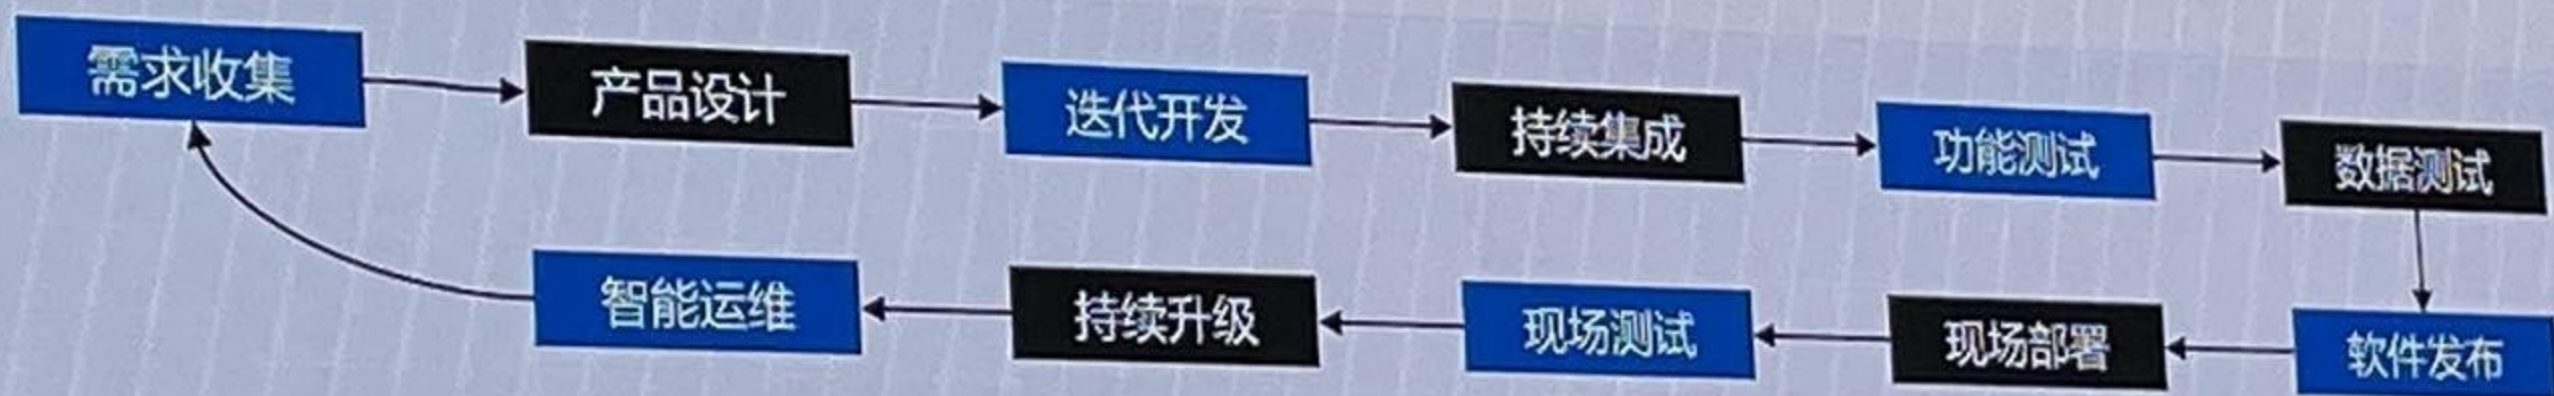 需求收集
产品设计
迭代开发
持续集成
功能测试
数据测试
软件发布
现场部署
现场测试
持续升级
智能运维